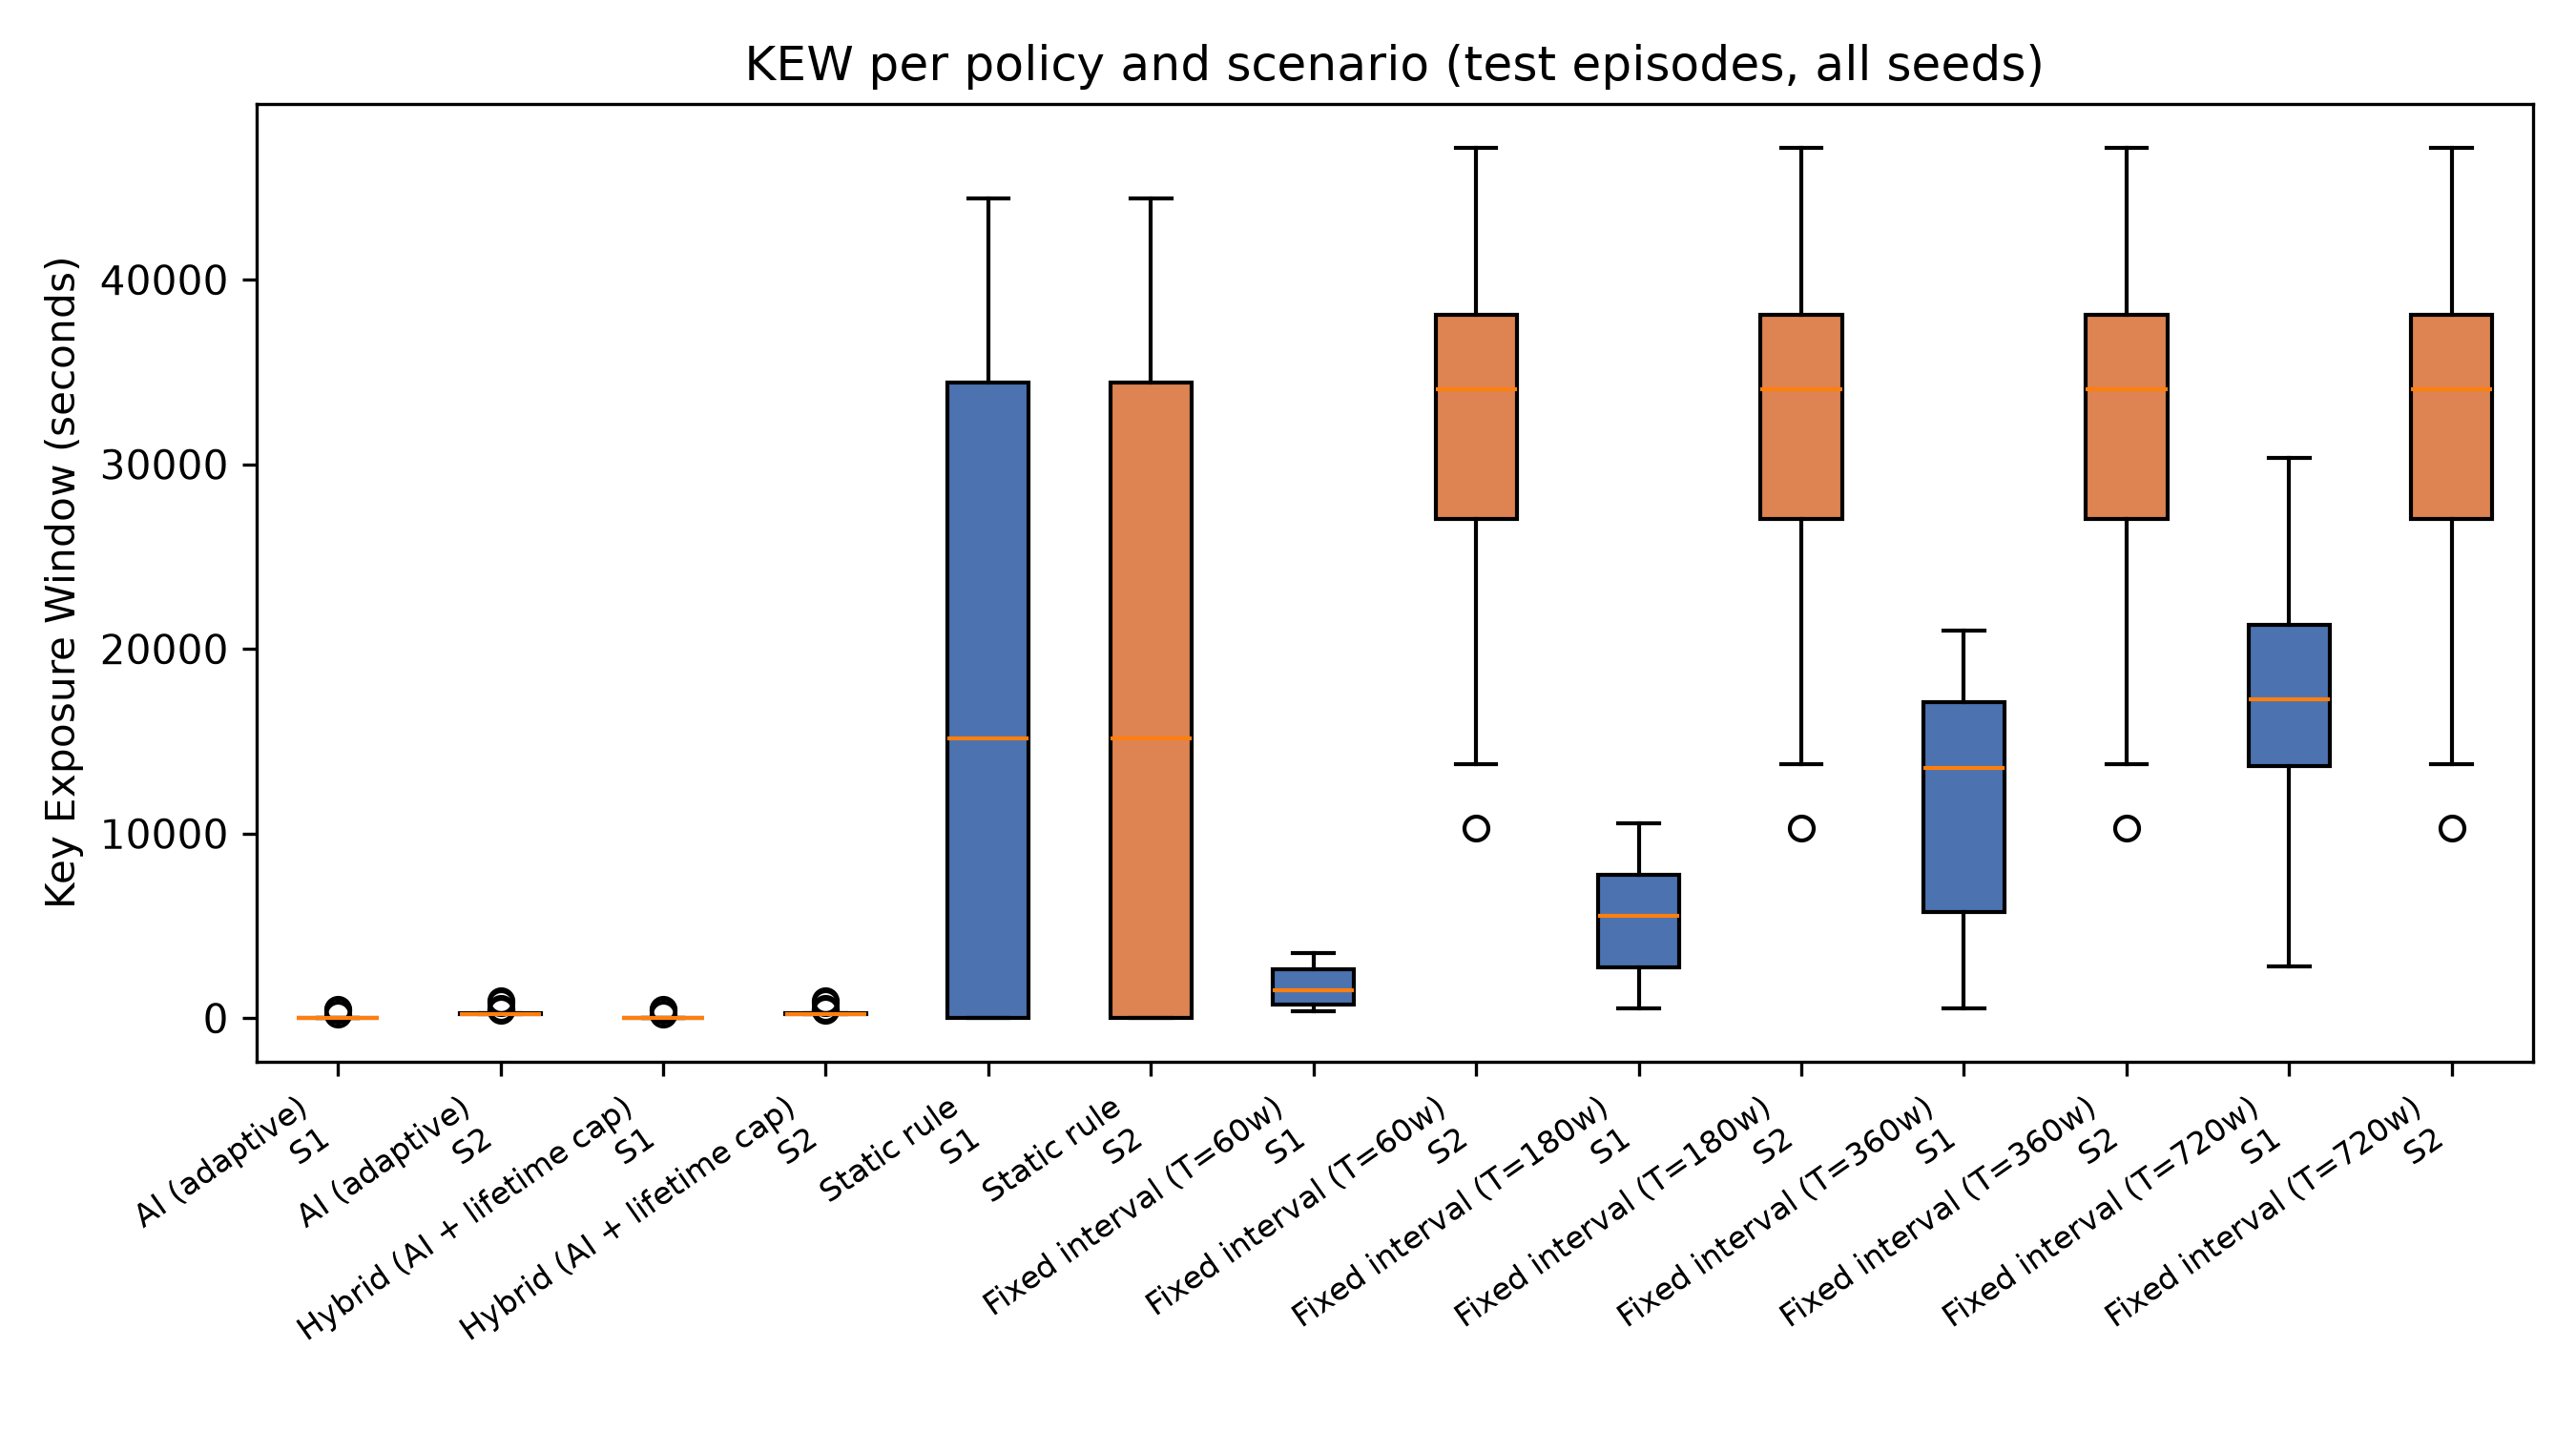 KEW per policy and scenario (test episodes, all seeds)
Key Exposure Window (seconds)
40000
30000
20000
10000
0
AI (adaptive)
S1
AI (adaptive)
S2
Hybrid (AI + lifetime cap)
S1
Hybrid (AI + lifetime cap)
S2
Static rule
S1
Static rule
S2
Fixed interval (T=60w)
S1
Fixed interval (T=60w)
S2
Fixed interval (T=180w)
S1
Fixed interval (T=180w)
S2
Fixed interval (T=360w)
S1
Fixed interval (T=360w)
S2
Fixed interval (T=720w)
S1
Fixed interval (T=720w)
S2